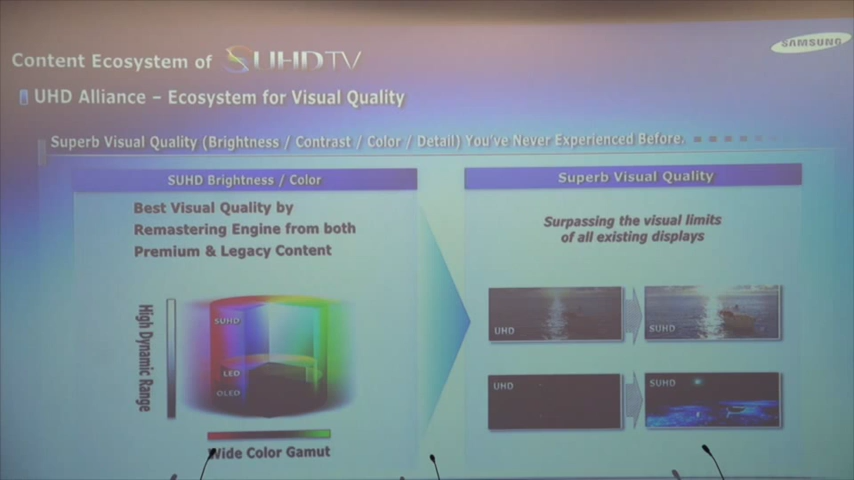 Content Ecosystem of SUHDTV
SAMSUNG
UHD Alliance – Ecosystem for Visual Quality
Superb Visual Quality (Brightness / Contrast / Color / Detail) You've Never Experienced Before.
SUHD Brightness / Color
Best Visual Quality by
Remastering Engine from both
Premium & Legacy Content
High Dynamic Range
SUHD
LED
OLED
Wide Color Gamut
Superb Visual Quality
Surpassing the visual limits
of all existing displays
UHD
SUHD
UHD
SUHD